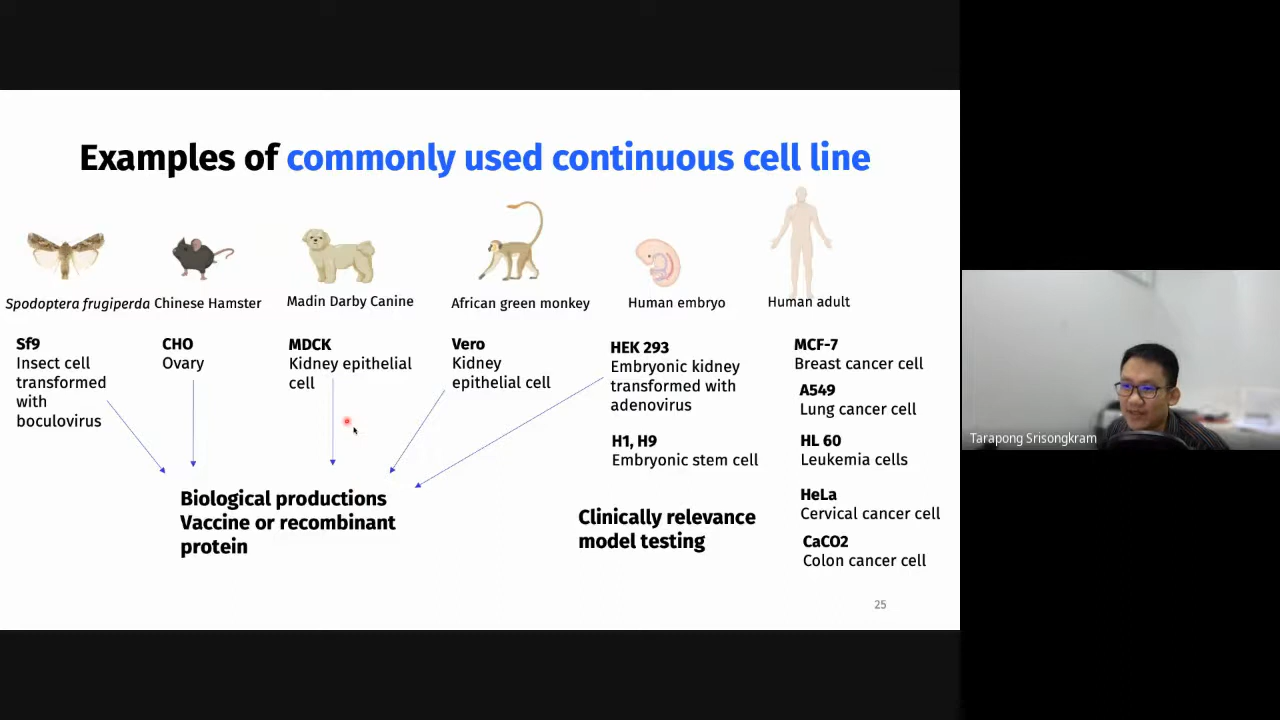 Examples of commonly used continuous cell line
Spodoptera frugiperda
Chinese Hamster
Madin Darby Canine
African green monkey
Human embryo
Human adult
Sf9
Insect cell
transformed
with
boculovirus
CHO
Ovary
MDCK
Kidney epithelial
cell
Vero
Kidney
epithelial cell
HEK 293
Embryonic kidney
transformed with
adenovirus
H1, H9
Embryonic stem cell
MCF-7
Breast cancer cell
A549
Lung cancer cell
HL 60
Leukemia cells
HeLa
Cervical cancer cell
CaCO2
Colon cancer cell
Biological productions
Vaccine or recombinant
protein
Clinically relevance
model testing
25
Tarapong Srisongkram